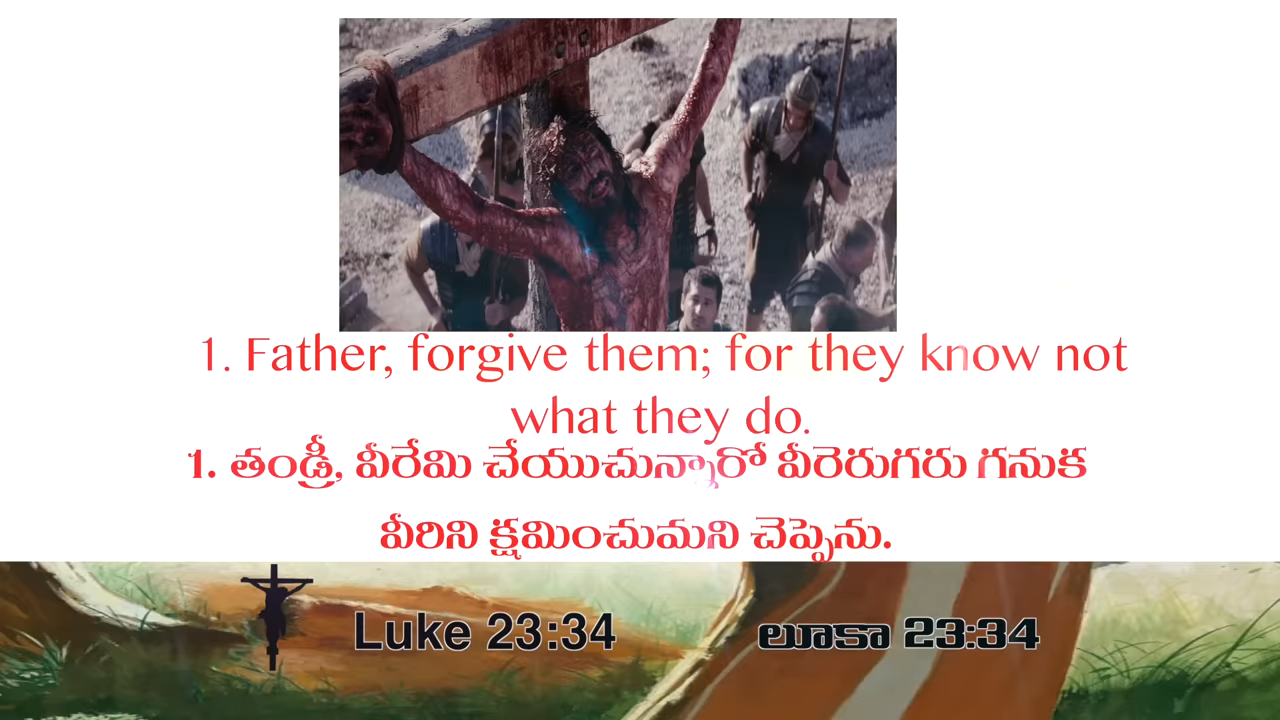 1. Father, forgive them; for they know not
what they do.
1. తండ్రీ, వీరేమి చేయుచున్నారో వీరెరుగరు గనుక
వీరిని క్షమించుమని చెప్పెను.
Luke 23:34 లూకా 23:34